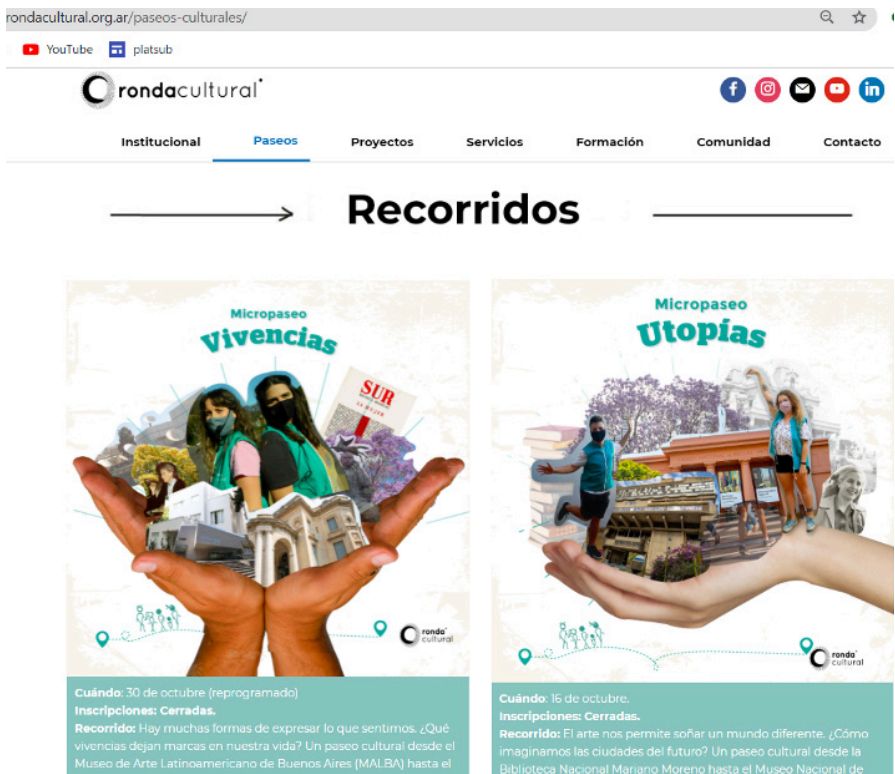 rondacultural.org.ar/paseos-culturales/
YouTube platsub
rondacultural
Institucional Paseos Proyectos Servicios Formación Comunidad Contacto
Recorridos
Micropaseo
Vivencias
SUR
LA MUJER
ronda
cultural
Cuándo: 30 de octubre (reprogramado)
Inscripciones: Cerradas.
Recorrido: Hay muchas formas de expresar lo que sentimos. ¿Qué
vivencias dejan marcas en nuestra vida? Un paseo cultural desde el
Museo de Arte Latinoamericano de Buenos Aires (MALBA) hasta el
Micropaseo
Utopías
ronda
cultural
Cuándo: 16 de octubre.
Inscripciones: Cerradas.
Recorrido: El arte nos permite soñar un mundo diferente. ¿Cómo
imaginamos las ciudades del futuro? Un paseo cultural desde la
Biblioteca Nacional Mariano Moreno hasta el Museo Nacional de